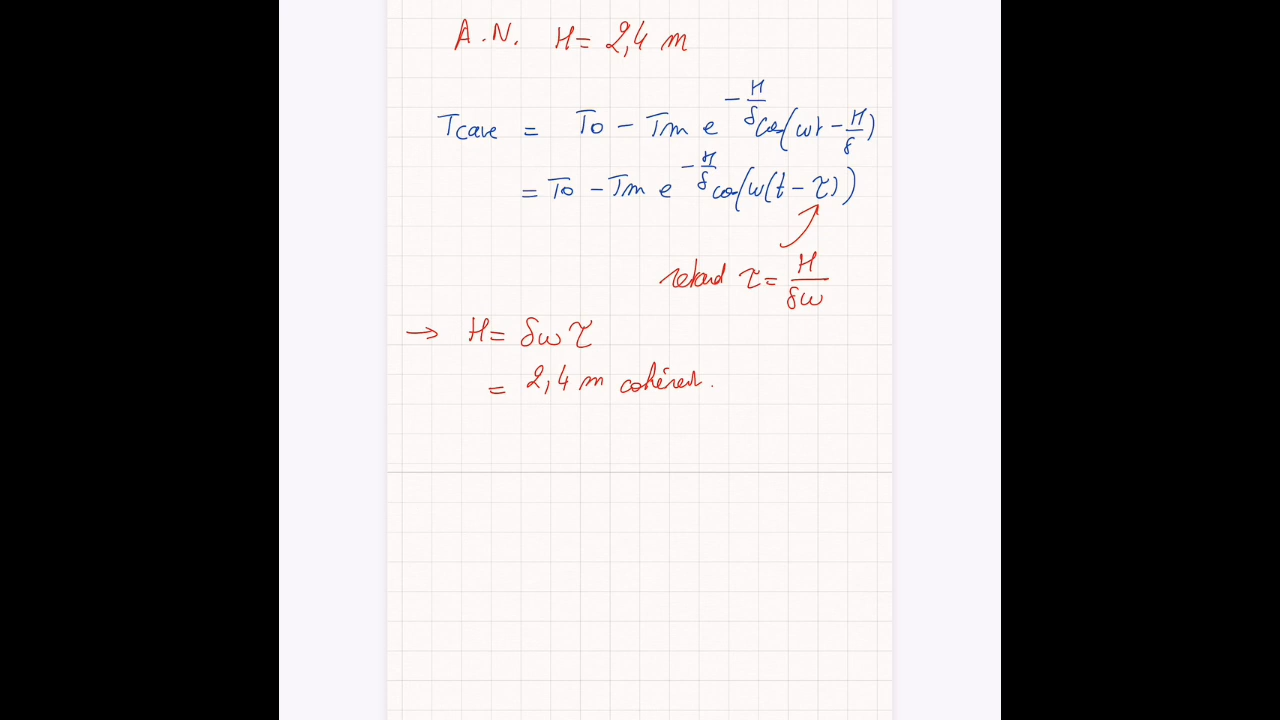 A.N. H = 2,4 m
Tcave = To - Tm e^{-H/δ} cos(ωt - H/δ)
= To - Tm e^{-H/δ} cos(ω(t - τ))
retard τ = H/δω
→ H = δωτ
= 2,4 m cohérent.